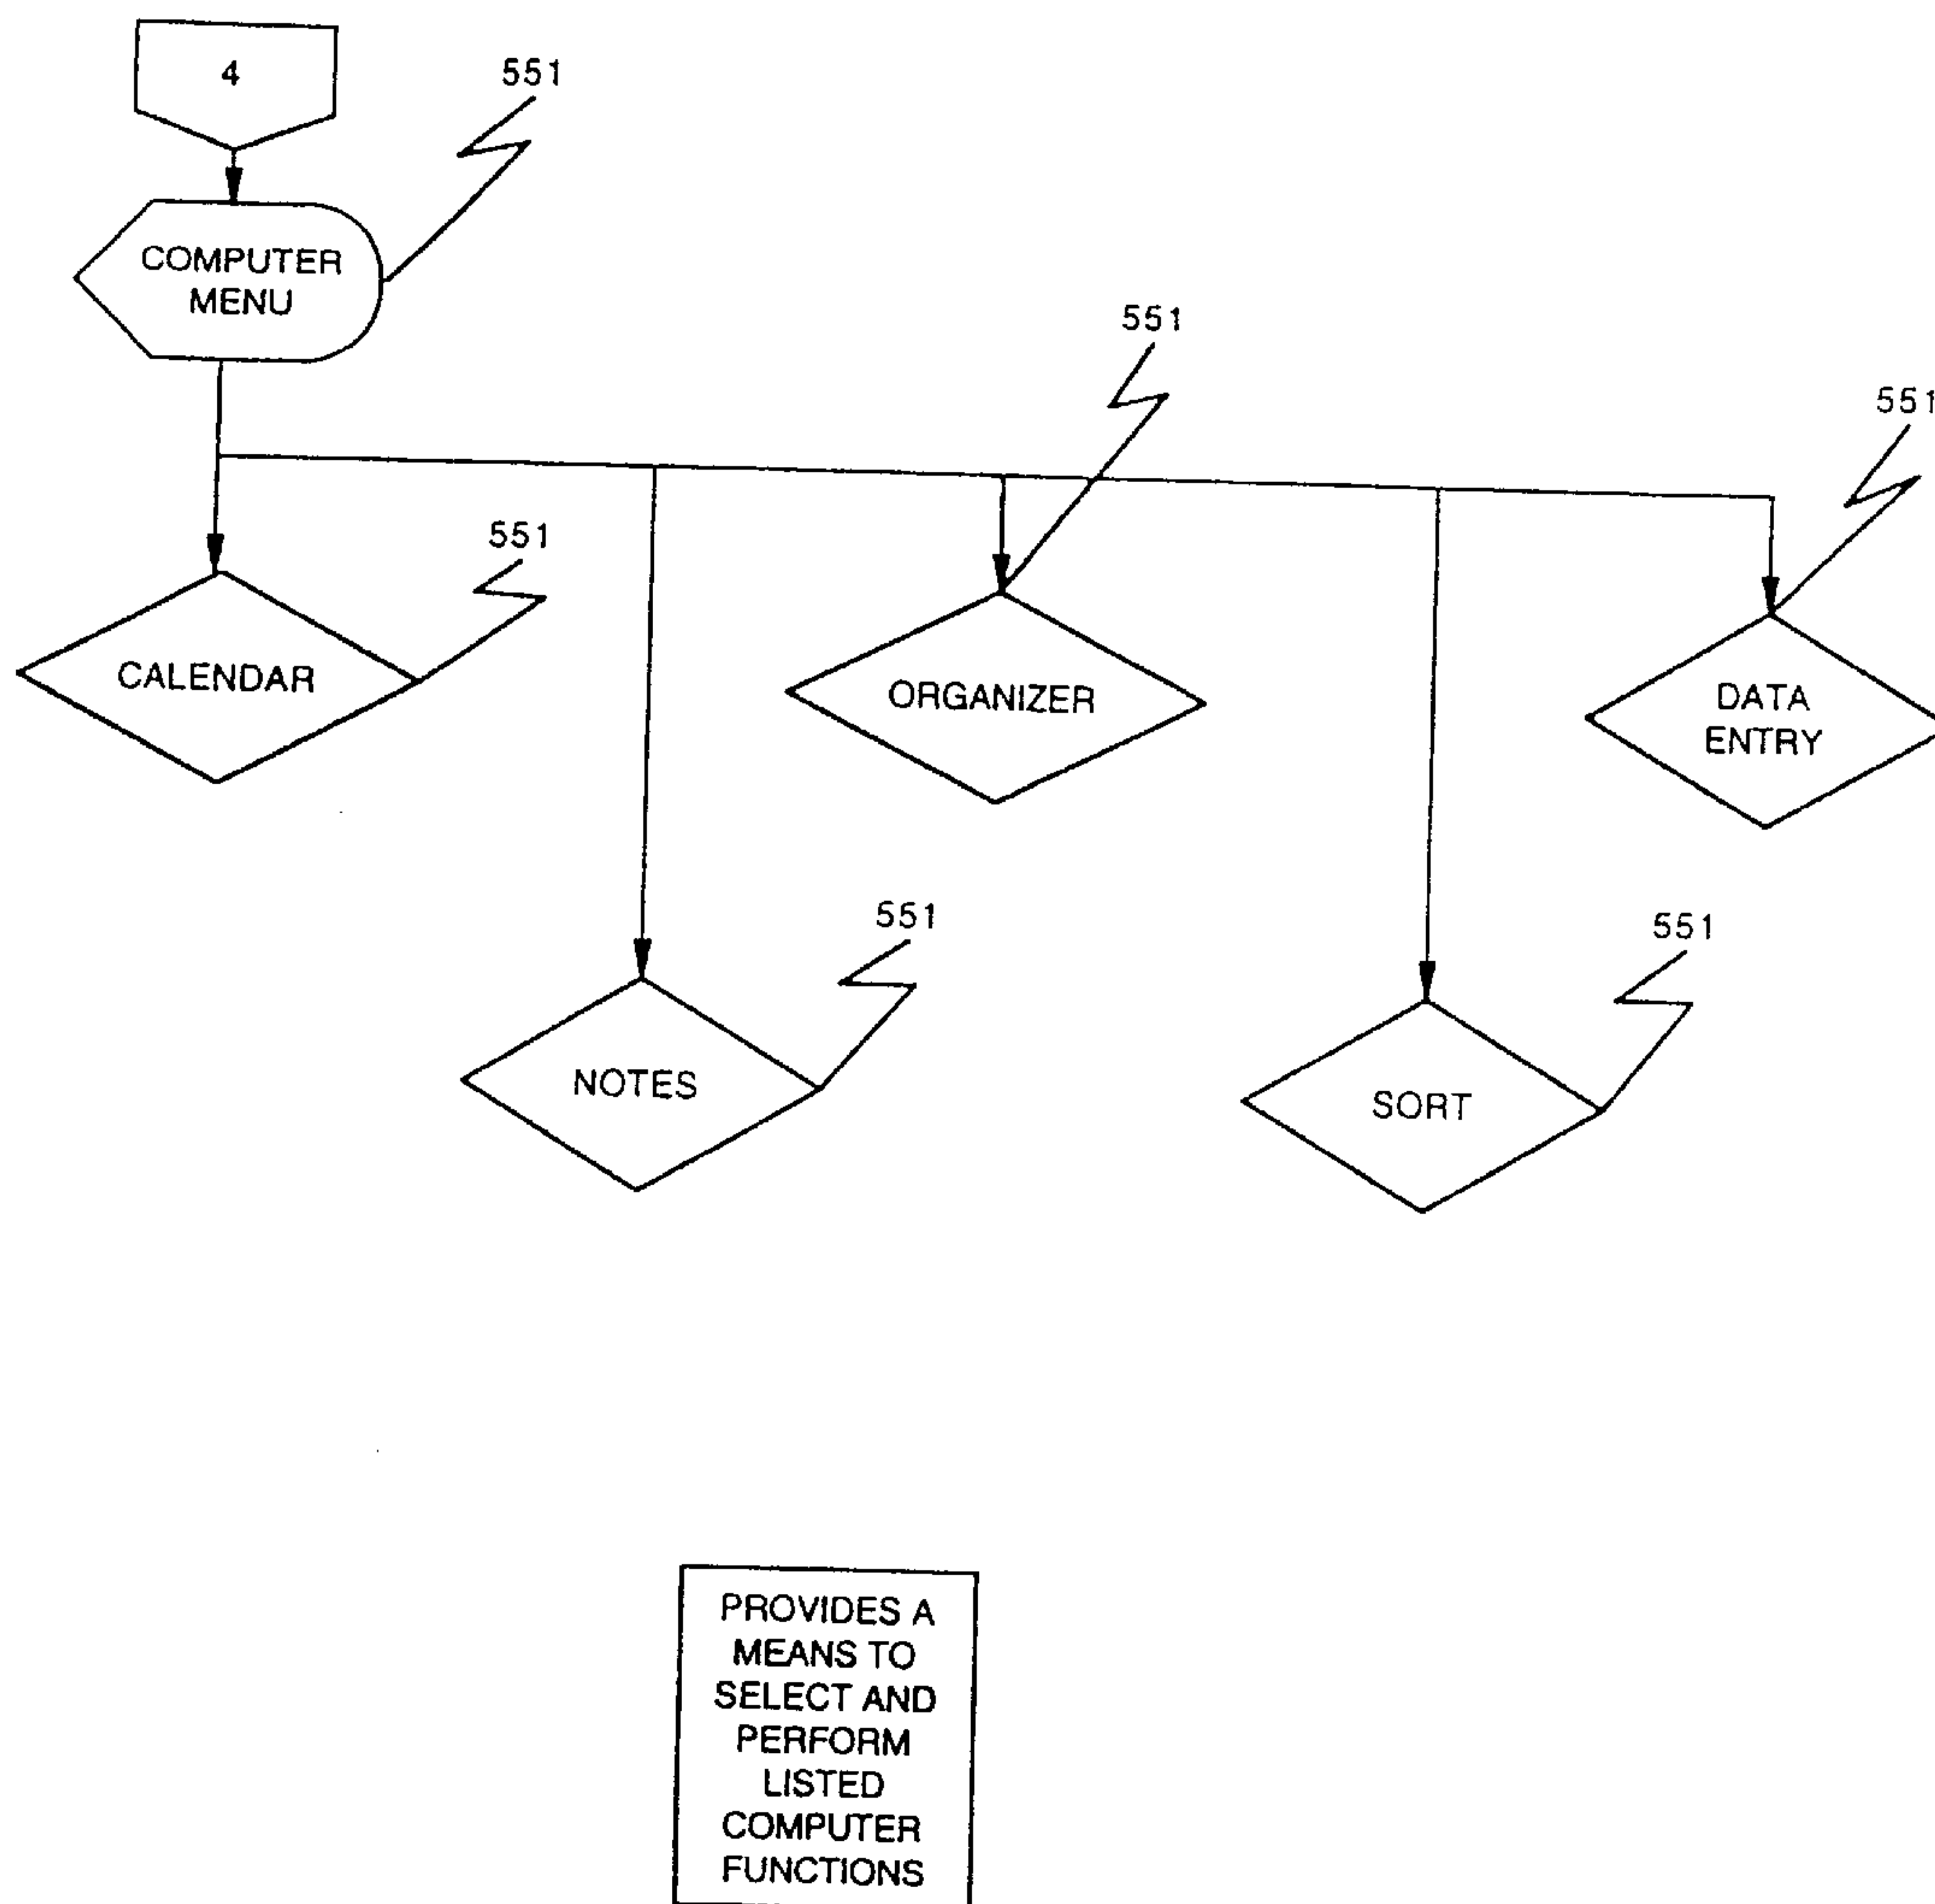 4
551
COMPUTER
MENU
551
551
551
CALENDAR
ORGANIZER
DATA
ENTRY
551
551
NOTES
SORT
PROVIDES A
MEANS TO
SELECT AND
PERFORM
LISTED
COMPUTER
FUNCTIONS